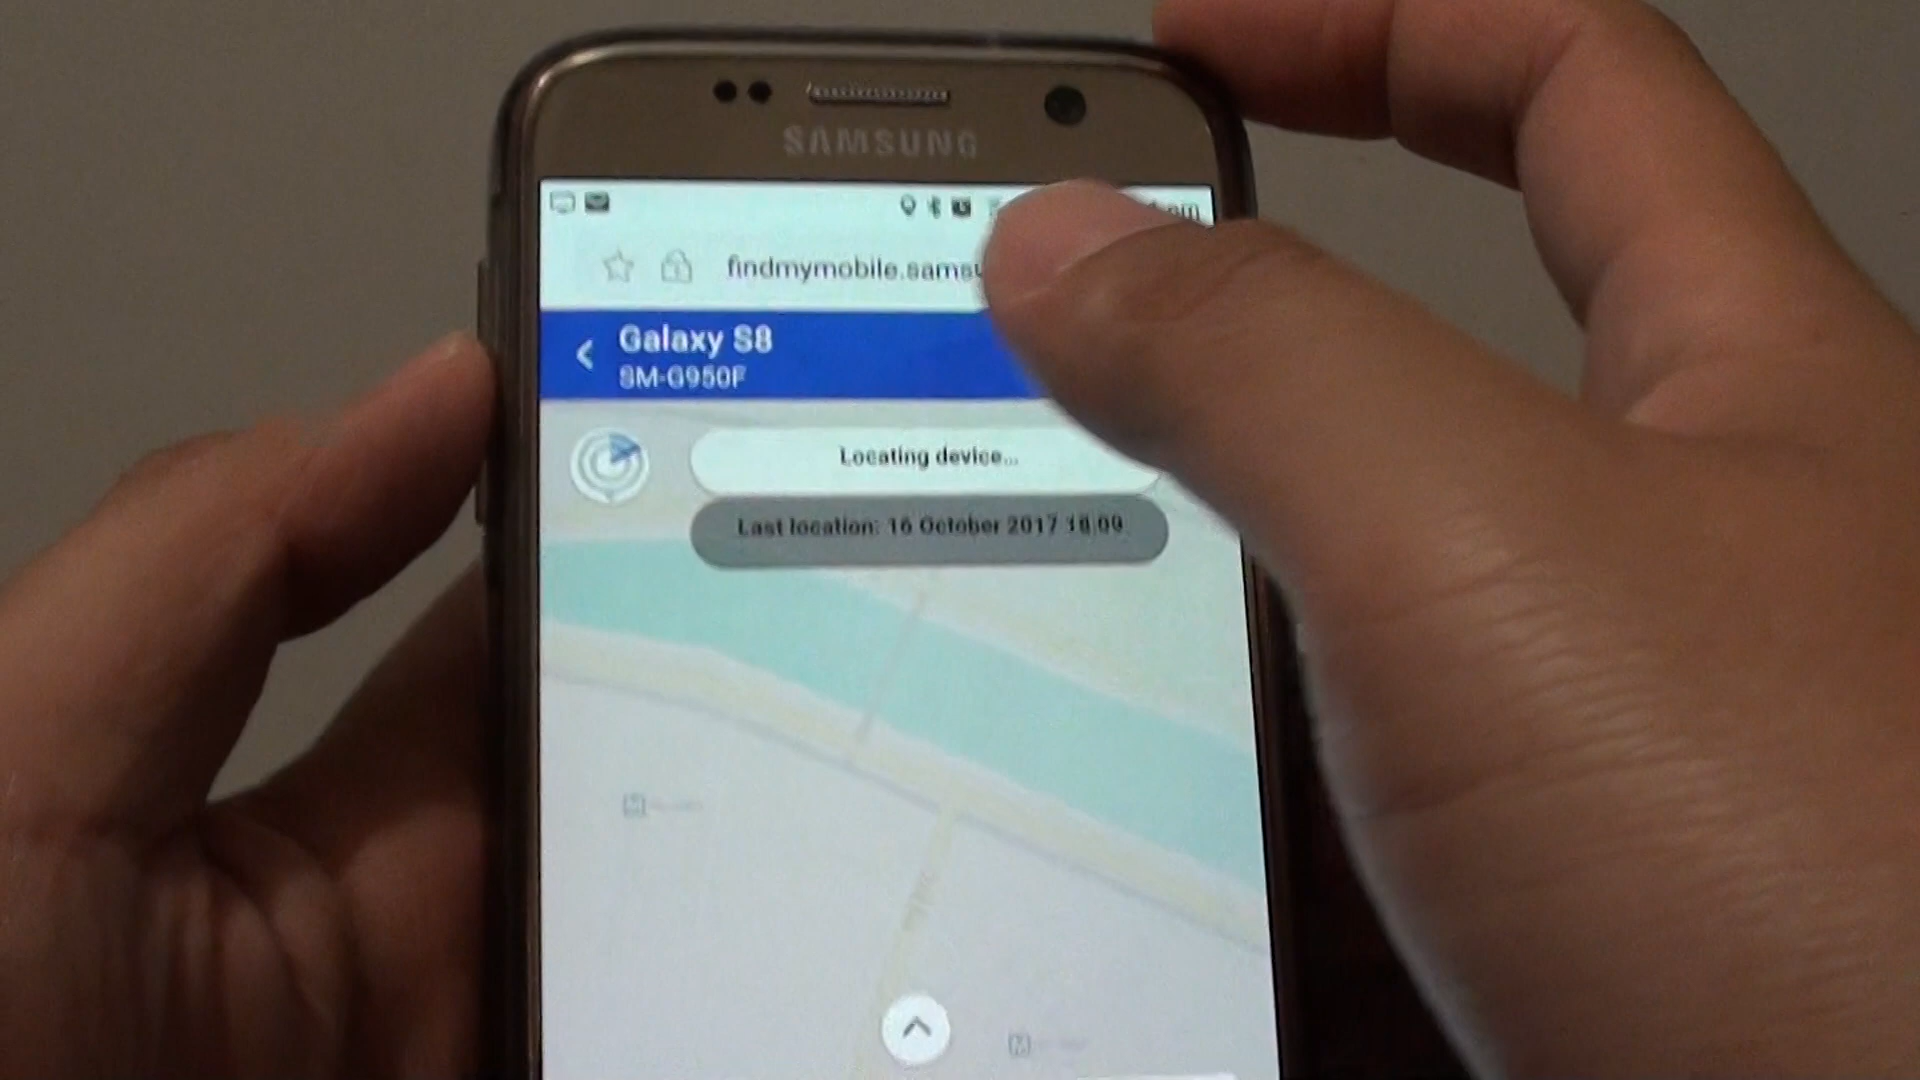 SAMSUNG
findmymobile.samsu
Galaxy S8
SM-G950F
Locating device...
Last location: 16 October 2017 18:09